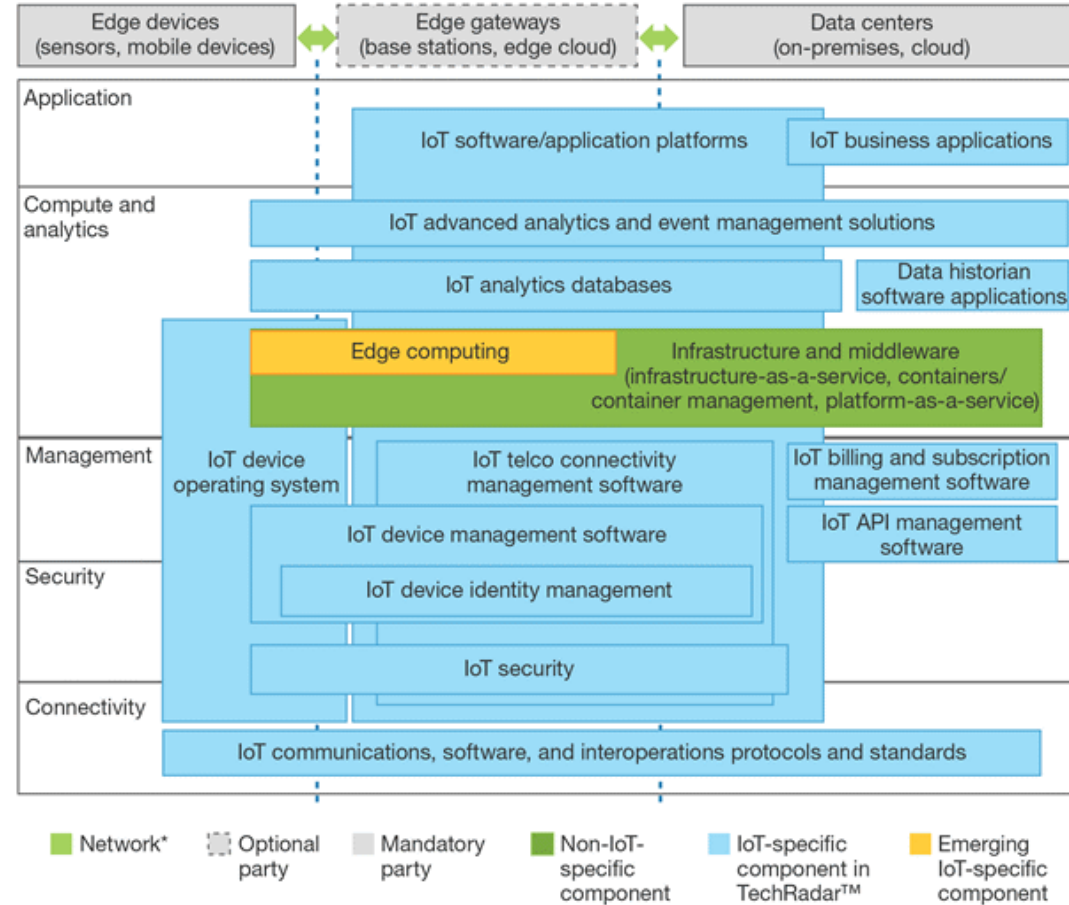 Edge devices
(sensors, mobile devices)
Edge gateways
(base stations, edge cloud)
Data centers
(on-premises, cloud)
Application
IoT software/application platforms
IoT business applications
Compute and
analytics
IoT advanced analytics and event management solutions
IoT analytics databases
Data historian
software applications
Edge computing
Infrastructure and middleware
(infrastructure-as-a-service, containers/
container management, platform-as-a-service)
Management
IoT device
operating system
IoT telco connectivity
management software
IoT billing and subscription
management software
IoT device management software
IoT API management
software
Security
IoT device identity management
IoT security
Connectivity
IoT communications, software, and interoperations protocols and standards
Network*
Optional
party
Mandatory
party
Non-IoT-
specific
component
IoT-specific
component in
TechRadar™
Emerging
IoT-specific
component